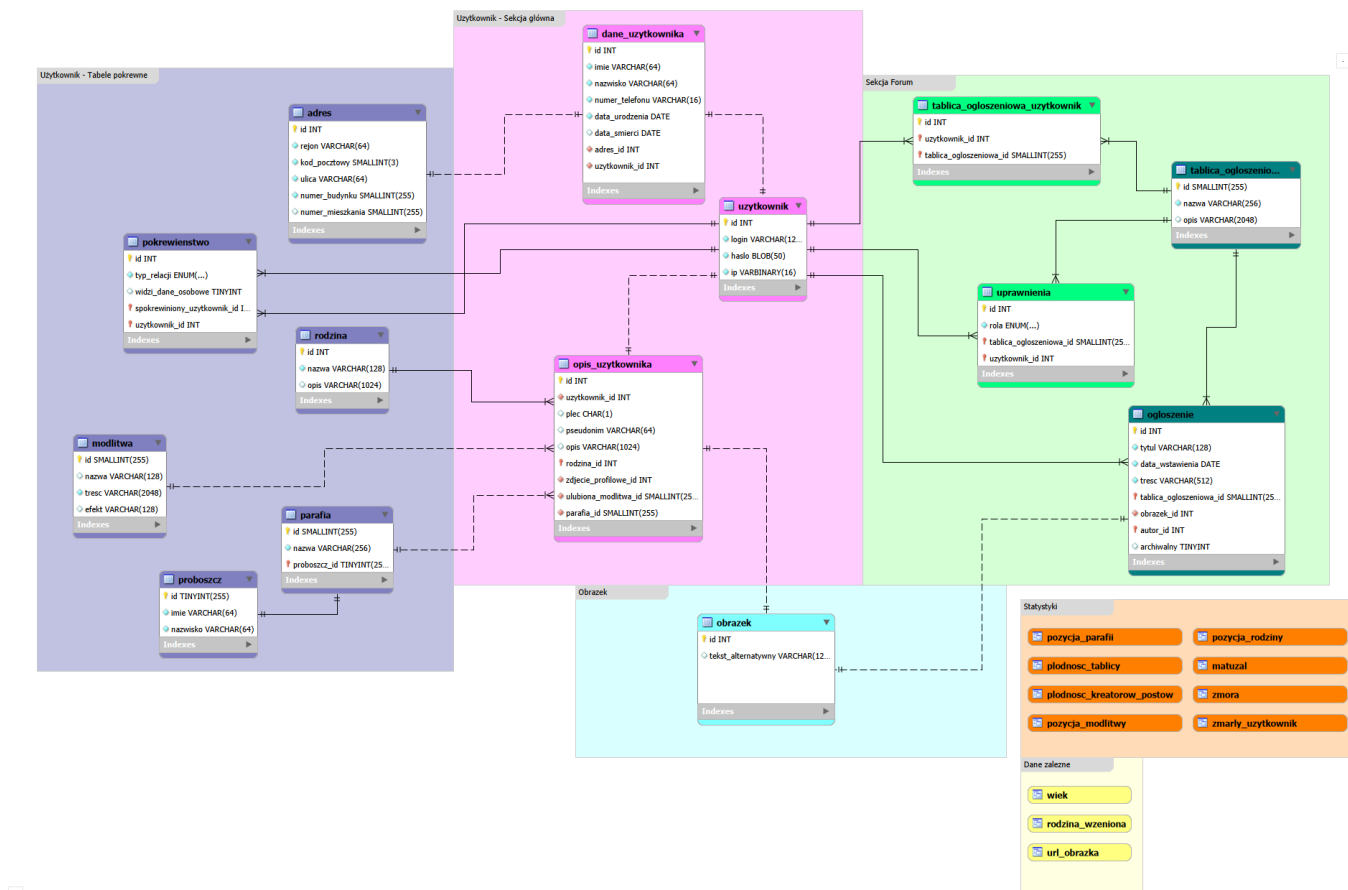 Uzytkownik - Sekcja główna
dane_uzytkownika
id INT
imie VARCHAR(64)
nazwisko VARCHAR(64)
numer_telefonu VARCHAR(16)
data_urodzenia DATE
data_smierci DATE
adres_id INT
uzytkownik_id INT
Indexes
uzytkownik
id INT
login VARCHAR(12...
haslo BLOB(50)
ip VARBINARY(16)
Indexes
opis_uzytkownika
id INT
uzytkownik_id INT
plec CHAR(1)
pseudonim VARCHAR(64)
opis VARCHAR(1024)
rodzina_id INT
zdjecie_profilowe_id INT
ulubiona_modlitwa_id SMALLINT(25...
parafia_id SMALLINT(255)
Indexes
Użytkownik - Tabele pokrewne
adres
id INT
rejon VARCHAR(64)
kod_pocztowy SMALLINT(3)
ulica VARCHAR(64)
numer_budynku SMALLINT(255)
numer_mieszkania SMALLINT(255)
Indexes
pokrewienstwo
id INT
typ_relacji ENUM(...)
widzi_dane_osobowe TINYINT
spokrewiniony_uzytkownik_id I...
uzytkownik_id INT
Indexes
rodzina
id INT
nazwa VARCHAR(128)
opis VARCHAR(1024)
Indexes
modlitwa
id SMALLINT(255)
nazwa VARCHAR(128)
tresc VARCHAR(2048)
efekt VARCHAR(128)
Indexes
parafia
id SMALLINT(255)
nazwa VARCHAR(256)
proboszcz_id TINYINT(25...
Indexes
proboszcz
id TINYINT(255)
imie VARCHAR(64)
nazwisko VARCHAR(64)
Indexes
Sekcja Forum
tablica_ogloszeniowa_uzytkownik
id INT
uzytkownik_id INT
tablica_ogloszeniowa_id SMALLINT(255)
Indexes
tablica_ogloszenio...
id SMALLINT(255)
nazwa VARCHAR(256)
opis VARCHAR(2048)
Indexes
uprawnienia
id INT
rola ENUM(...)
tablica_ogloszeniowa_id SMALLINT(25...
uzytkownik_id INT
Indexes
ogloszenie
id INT
tytul VARCHAR(128)
data_wstawienia DATE
tresc VARCHAR(512)
tablica_ogloszeniowa_id SMALLINT(25...
obrazek_id INT
autor_id INT
archiwalny TINYINT
Indexes
Obrazek
obrazek
id INT
tekst_alternatywny VARCHAR(12...
Indexes
Statystyki
pozycja_parafii
pozycja_rodziny
plodnosc_tablicy
matuzal
plodnosc_kreatorow_postow
zmora
pozycja_modlitwy
zmarly_uzytkownik
Dane zalezne
wiek
rodzina_wzeniona
url_obrazka